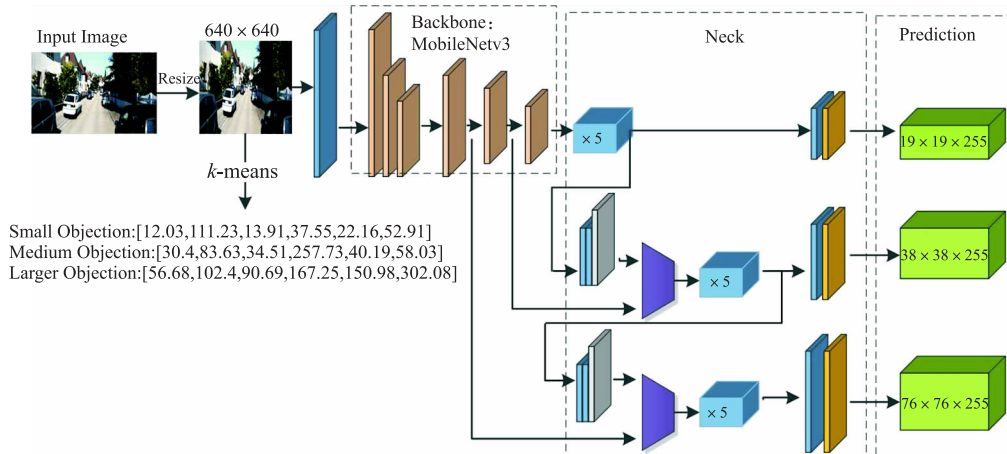 Input Image
Resize
640 × 640
Backbone：
MobileNetv3
Neck
Prediction
k-means
Small Objection:[12.03,111.23,13.91,37.55,22.16,52.91]
Medium Objection:[30.4,83.63,34.51,257.73,40.19,58.03]
Larger Objection:[56.68,102.4,90.69,167.25,150.98,302.08]
× 5
19 × 19 × 255
× 5
38 × 38 × 255
× 5
76 × 76 × 255